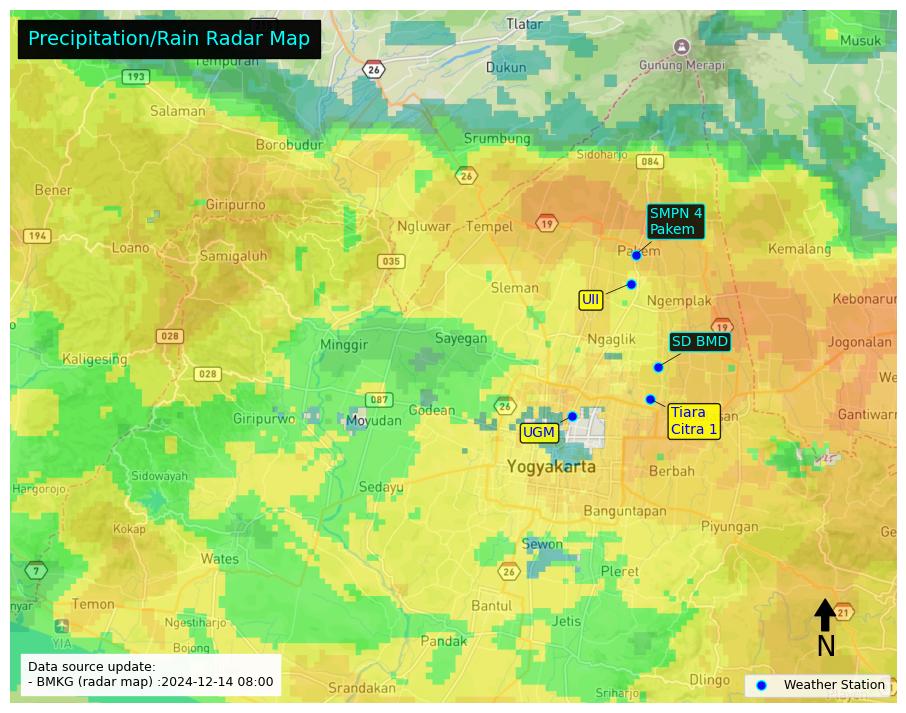 Precipitation/Rain Radar Map
Tlatar
Musuk
26
Gunung Merapi
Dukun
193
Tempuran
Salaman
Srumbung
Borobudur
Sidoharjo
084
26
Bener
Giripurno
SMPN 4
Pakem
19
Ngluwar
Tempel
194
Loano
Samigaluh
Pakem
Kemalang
035
Sleman
UII
Ngemplak
Kebonarum
19
028
Minggir
Sayegan
Ngaglik
SD BMD
Jogonalan
Kaligesing
028
087
Godean
26
Giripurwo
Moyudan
Tiara
Citra 1
Gantiwarno
UGM
Yogyakarta
Berbah
Sidowayah
Hargorojo
Sedayu
Banguntapan
Kokap
Piyungan
Sewon
Wates
7
26
Pleret
Temon
Bantul
21
Ngestiharjo
Jetis
YIA
Bojong
Pandak
N
Data source update:
- BMKG (radar map) :2024-12-14 08:00
Dlingo
Srandakan
Sriharjo
Weather Station